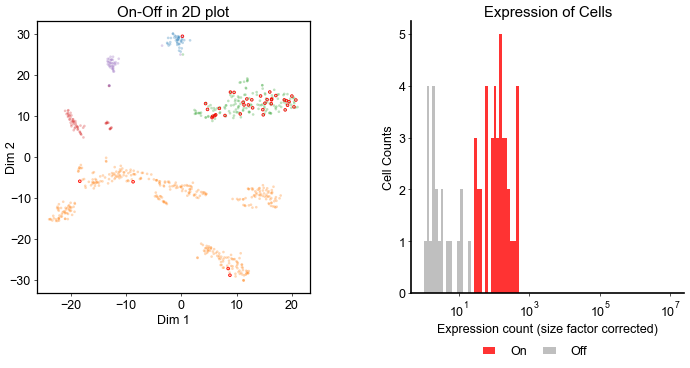 On-Off in 2D plot
30
20
10
0
−10
−20
−30
Dim 2
−20
−10
0
10
20
Dim 1
Expression of Cells
5
4
3
2
1
0
Cell Counts
10^1
10^3
10^5
10^7
Expression count (size factor corrected)
On
Off